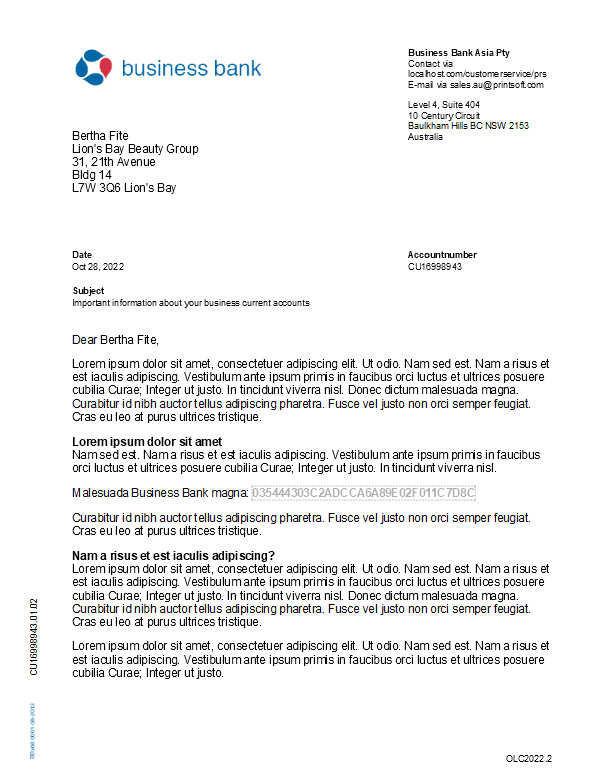 business bank
Business Bank Asia Pty
Contact via
localhost.com/customerservice/prs
E-mail via sales.au@printsoft.com
Level 4, Suite 404
10 Century Circuit
Baulkham Hills BC NSW 2153
Australia
Bertha Fite
Lion's Bay Beauty Group
31, 21th Avenue
Bldg 14
L7W 3Q6 Lion's Bay
Date
Oct 28, 2022
Accountnumber
CU16998943
Subject
Important information about your business current accounts
Dear Bertha Fite,
Lorem ipsum dolor sit amet, consectetuer adipiscing elit. Ut odio. Nam sed est. Nam a risus et
est iaculis adipiscing. Vestibulum ante ipsum primis in faucibus orci luctus et ultrices posuere
cubilia Curae; Integer ut justo. In tincidunt viverra nisl. Donec dictum malesuada magna.
Curabitur id nibh auctor tellus adipiscing pharetra. Fusce vel justo non orci semper feugiat.
Cras eu leo at purus ultrices tristique.
Lorem ipsum dolor sit amet
Nam sed est. Nam a risus et est iaculis adipiscing. Vestibulum ante ipsum primis in faucibus
orci luctus et ultrices posuere cubilia Curae; Integer ut justo. In tincidunt viverra nisl.
Malesuada Business Bank magna: 035444303C2ADCCA6A89E02F011C7D8C
Curabitur id nibh auctor tellus adipiscing pharetra. Fusce vel justo non orci semper feugiat.
Cras eu leo at purus ultrices tristique.
Nam a risus et est iaculis adipiscing?
Lorem ipsum dolor sit amet, consectetuer adipiscing elit. Ut odio. Nam sed est. Nam a risus et
est iaculis adipiscing. Vestibulum ante ipsum primis in faucibus orci luctus et ultrices posuere
cubilia Curae; Integer ut justo. In tincidunt viverra nisl. Donec dictum malesuada magna.
Curabitur id nibh auctor tellus adipiscing pharetra. Fusce vel justo non orci semper feugiat.
Cras eu leo at purus ultrices tristique.
Lorem ipsum dolor sit amet, consectetuer adipiscing elit. Ut odio. Nam sed est. Nam a risus et
est iaculis adipiscing. Vestibulum ante ipsum primis in faucibus orci luctus et ultrices posuere
cubilia Curae; Integer ut justo.
CU16998943.01.02
OLC2022.2